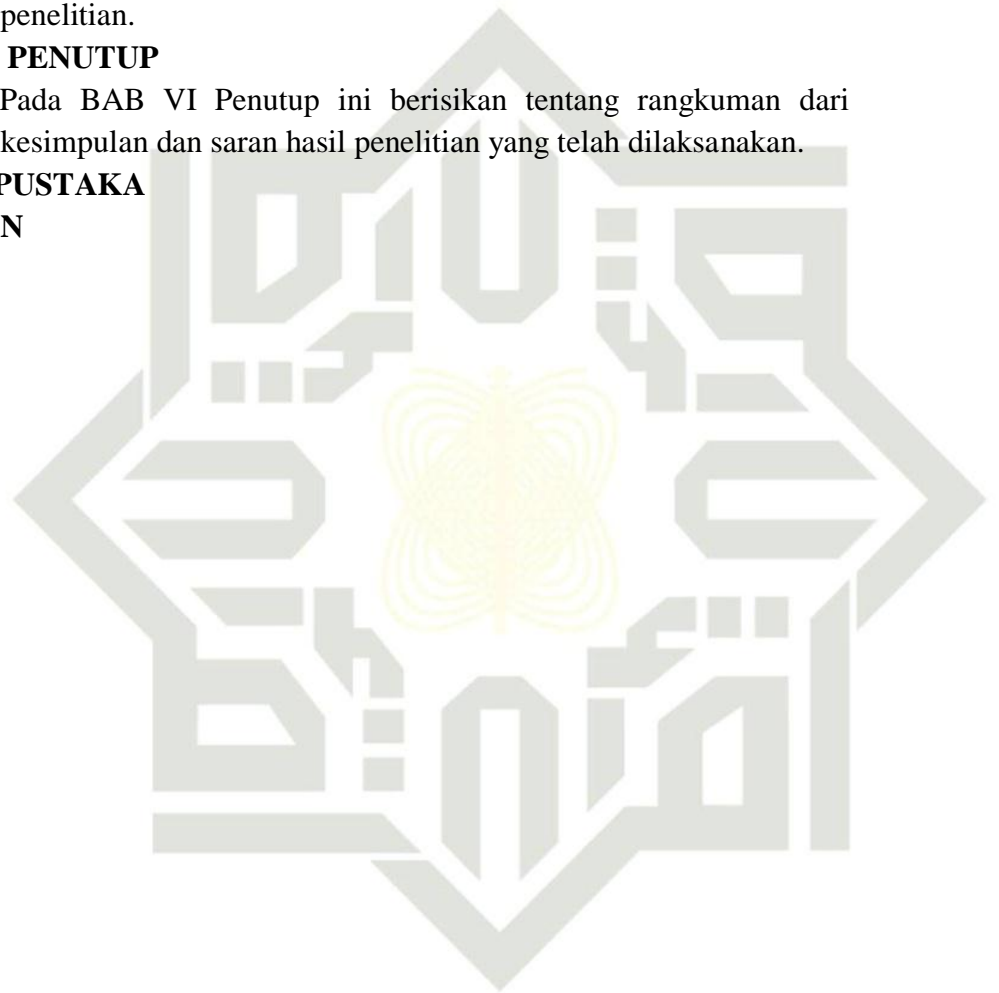 penelitian.
PENUTUP
Pada BAB VI Penutup ini berisikan tentang rangkuman dari
kesimpulan dan saran hasil penelitian yang telah dilaksanakan.
PUSTAKA
N